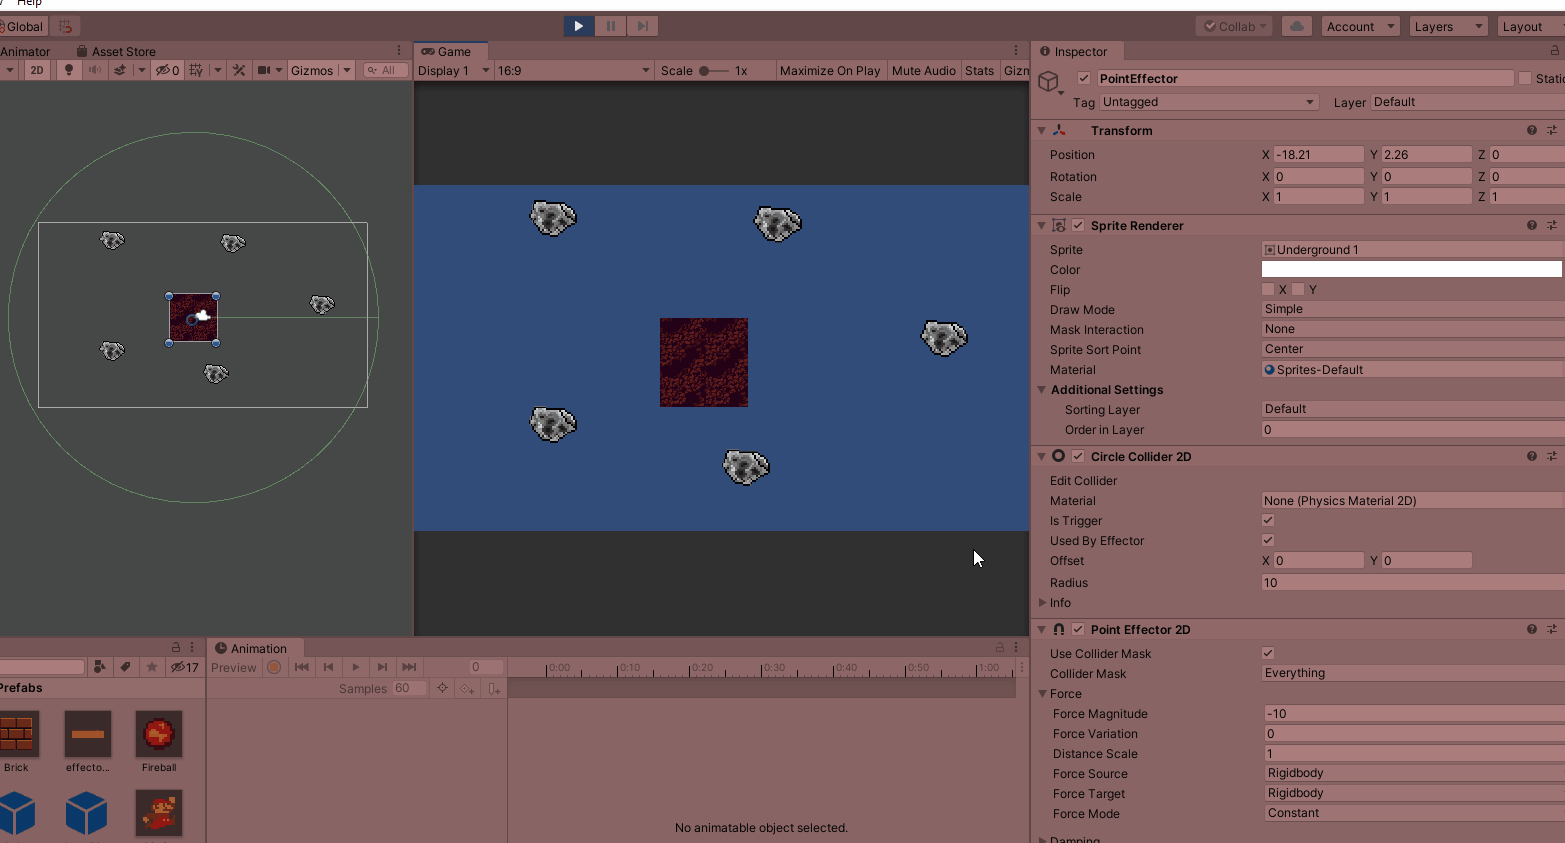 Help
Global
Collab
Account
Layers
Layout
Animator
Asset Store
Game
Inspector
2D
0
Gizmos
All
Display 1
16:9
Scale
1x
Maximize On Play
Mute Audio
Stats
PointEffector
Tag Untagged
Layer Default
Transform
Position X -18.21 Y 2.26 Z 0
Rotation X 0 Y 0 Z 0
Scale X 1 Y 1 Z 1
Sprite Renderer
Sprite Underground 1
Color
Flip X Y
Draw Mode Simple
Mask Interaction None
Sprite Sort Point Center
Material Sprites-Default
Additional Settings
Sorting Layer Default
Order in Layer 0
Circle Collider 2D
Edit Collider
Material None (Physics Material 2D)
Is Trigger
Used By Effector
Offset X 0 Y 0
Radius 10
Info
Point Effector 2D
Use Collider Mask
Collider Mask Everything
Force
Force Magnitude -10
Force Variation 0
Distance Scale 1
Force Source Rigidbody
Force Target Rigidbody
Force Mode Constant
Damping
17
Prefabs
Brick
effecto...
Fireball
Animation
Preview
0
0:00 0:10 0:20 0:30 0:40 0:50 1:00
Samples 60
No animatable object selected.